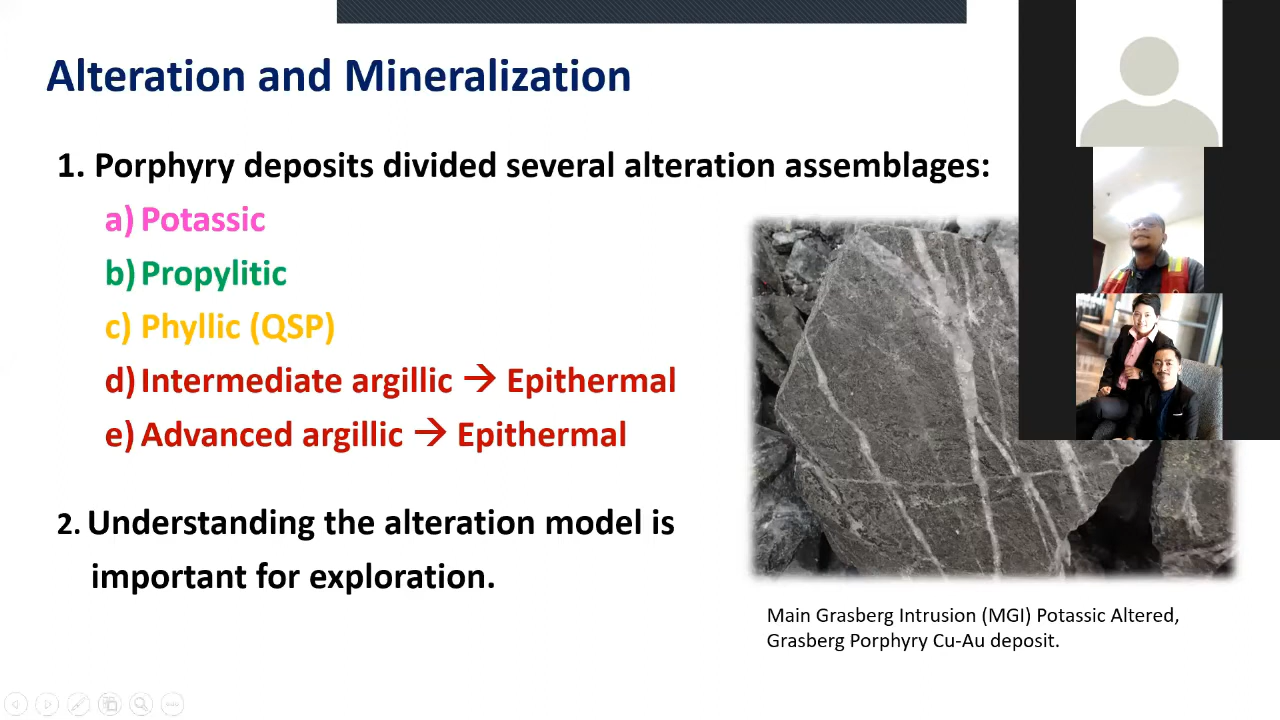 Alteration and Mineralization
1. Porphyry deposits divided several alteration assemblages:
a) Potassic
b) Propylitic
c) Phyllic (QSP)
d) Intermediate argillic → Epithermal
e) Advanced argillic → Epithermal
2. Understanding the alteration model is
important for exploration.
Main Grasberg Intrusion (MGI) Potassic Altered,
Grasberg Porphyry Cu-Au deposit.